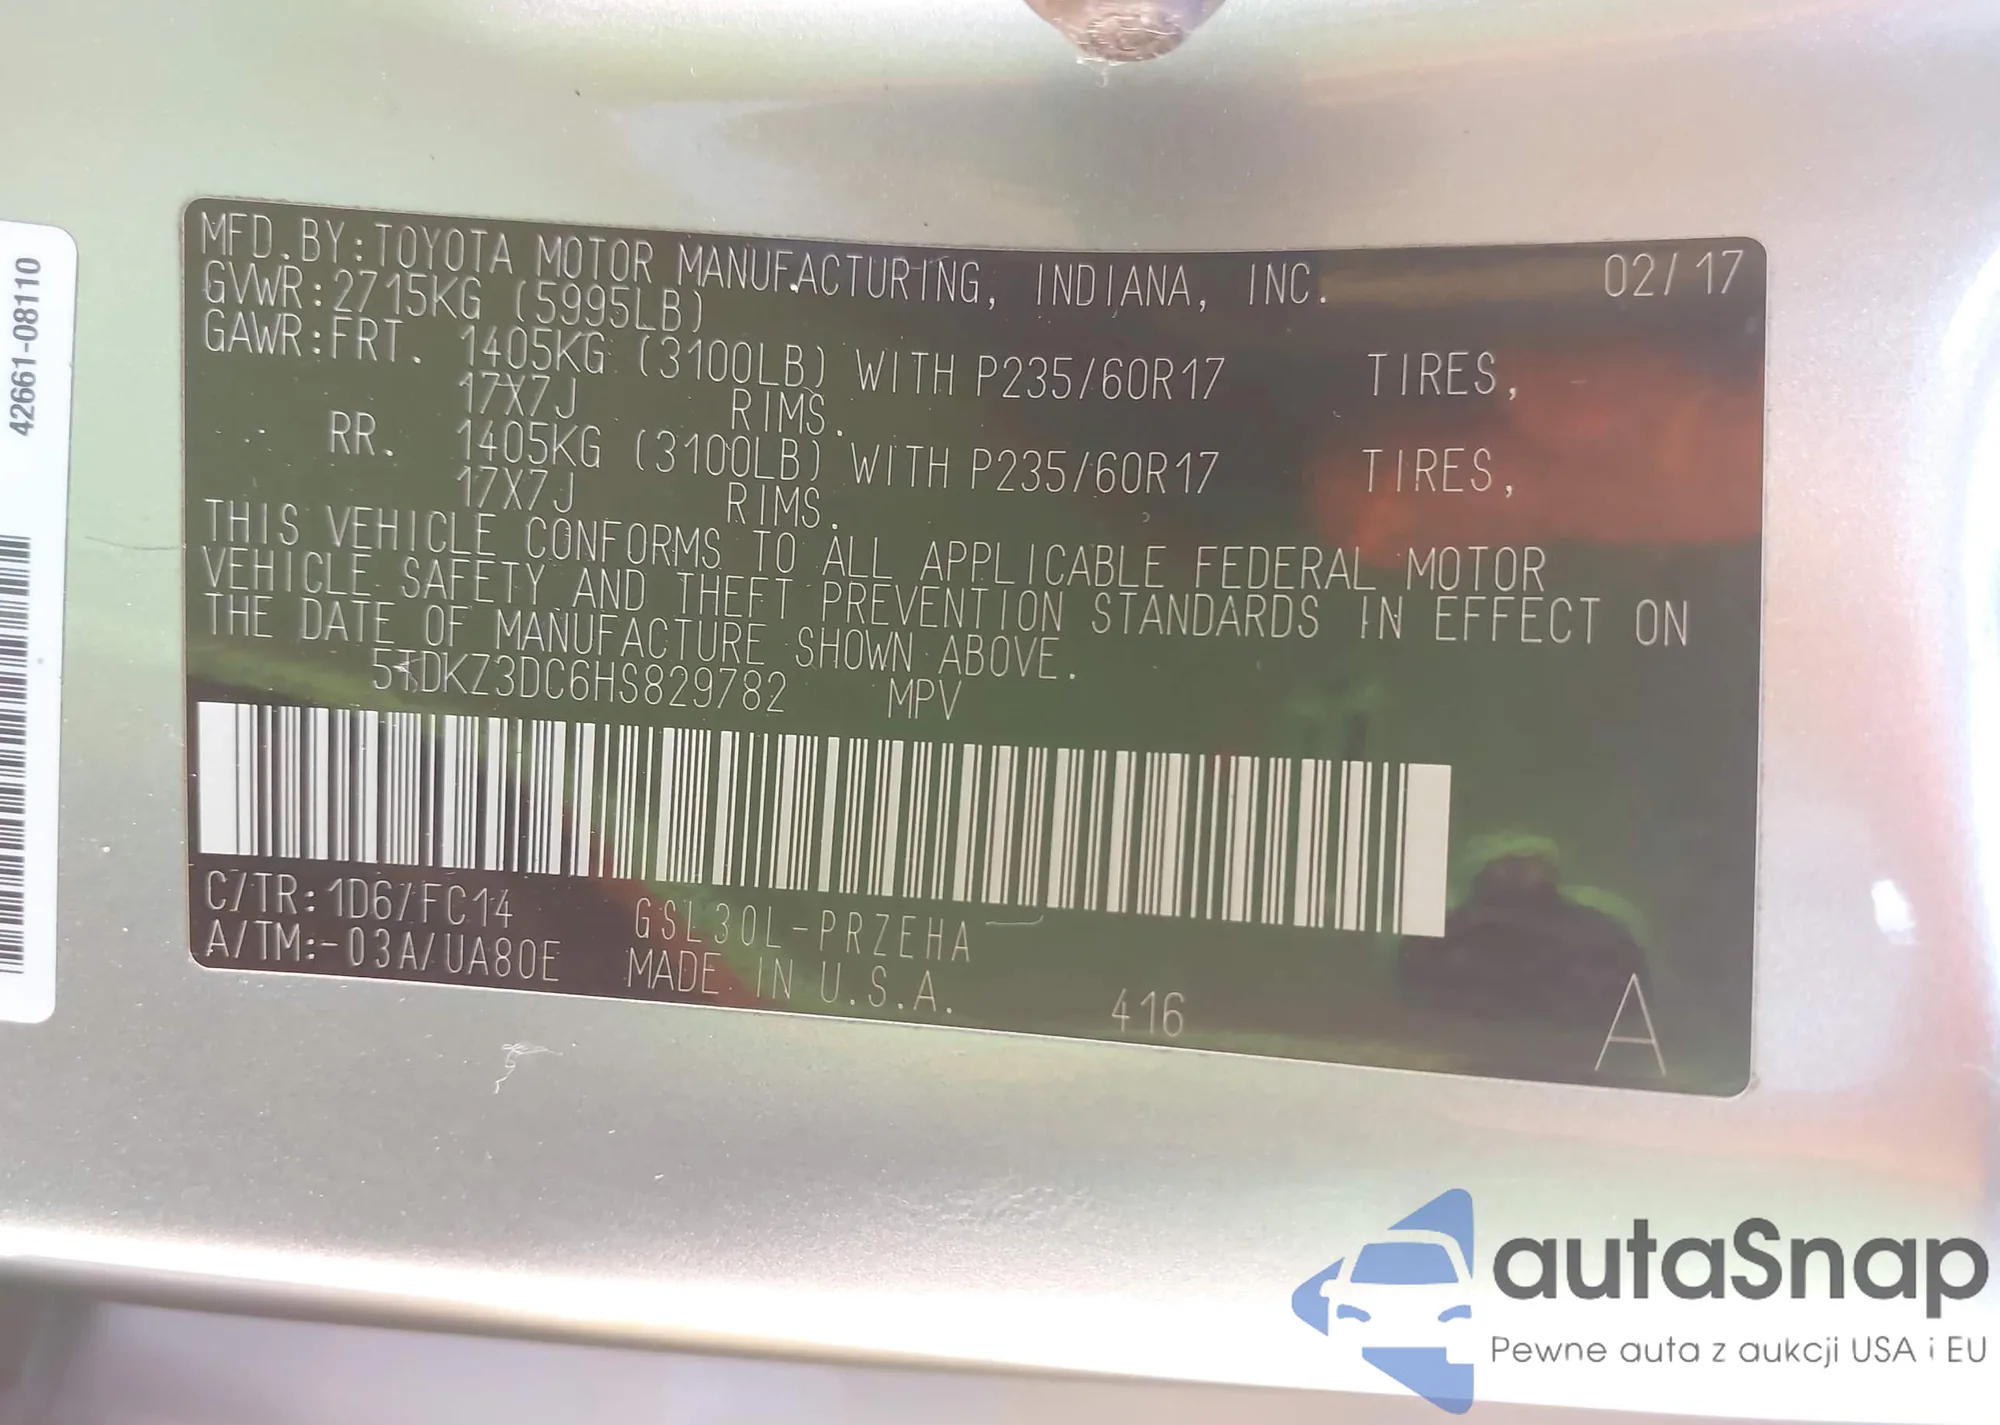 42661-08110
MFD.BY:TOYOTA MOTOR MANUFACTURING, INDIANA, INC. 02/17
GVWR:2715KG (5995LB)
GAWR:FRT. 1405KG (3100LB) WITH P235/60R17 TIRES,
17X7J RIMS.
RR. 1405KG (3100LB) WITH P235/60R17 TIRES,
17X7J RIMS.
THIS VEHICLE CONFORMS TO ALL APPLICABLE FEDERAL MOTOR
VEHICLE SAFETY AND THEFT PREVENTION STANDARDS IN EFFECT ON
THE DATE OF MANUFACTURE SHOWN ABOVE.
5TDKZ3DC6HS829782 MPV
C/TR:1D6/FC14 GSL30L-PRZEHA
A/TM:-03A/UA80E MADE IN U.S.A. 416 A
autaSnap
Pewne auta z aukcji USA i EU